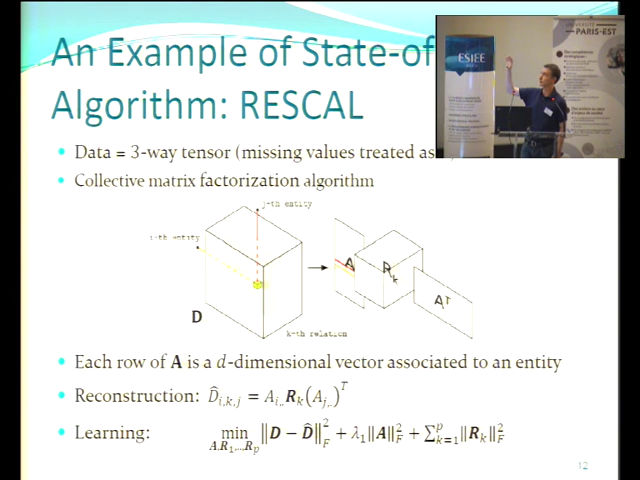 An Example of State-of
Algorithm: RESCAL
ESIEE
UNIVERSITÉ
PARIS-EST
• Data = 3-way tensor (missing values treated as
• Collective matrix factorization algorithm
j-th entity
i-th entity
A
R_k
A^T
D
k-th relation
• Each row of A is a d-dimensional vector associated to an entity
• Reconstruction: D̂_{i,k,j} = A_{i,.} R_k (A_{j,.})^T
• Learning: min_{A,R_1,...,R_p} ‖D − D̂‖_F^2 + λ_1‖A‖_F^2 + ∑_{k=1}^p ‖R_k‖_F^2
12